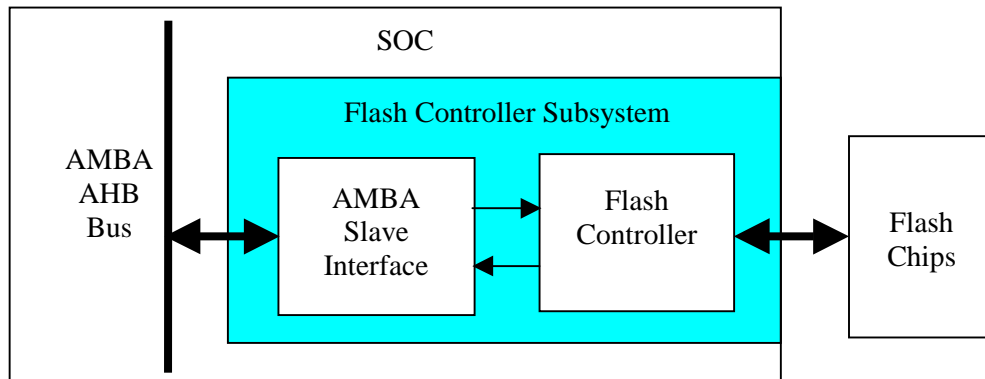 SOC
Flash Controller Subsystem
AMBA
AHB
Bus
AMBA
Slave
Interface
Flash
Controller
Flash
Chips